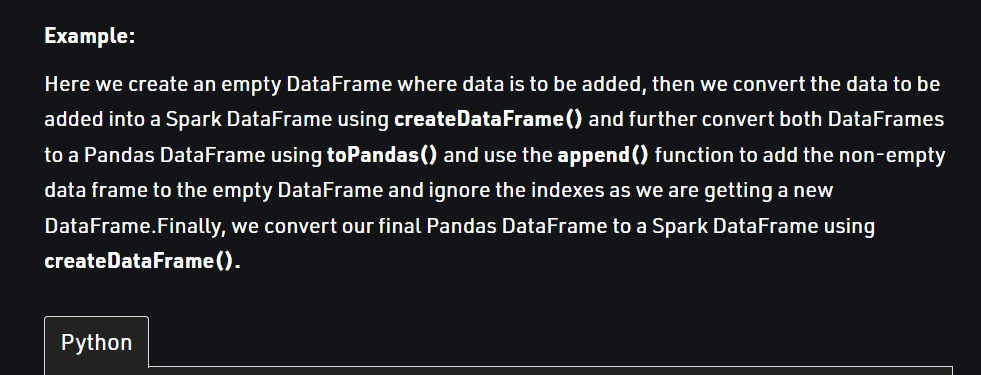 Example:
Here we create an empty DataFrame where data is to be added, then we convert the data to be
added into a Spark DataFrame using createDataFrame() and further convert both DataFrames
to a Pandas DataFrame using toPandas() and use the append() function to add the non-empty
data frame to the empty DataFrame and ignore the indexes as we are getting a new
DataFrame.Finally, we convert our final Pandas DataFrame to a Spark DataFrame using
createDataFrame().
Python